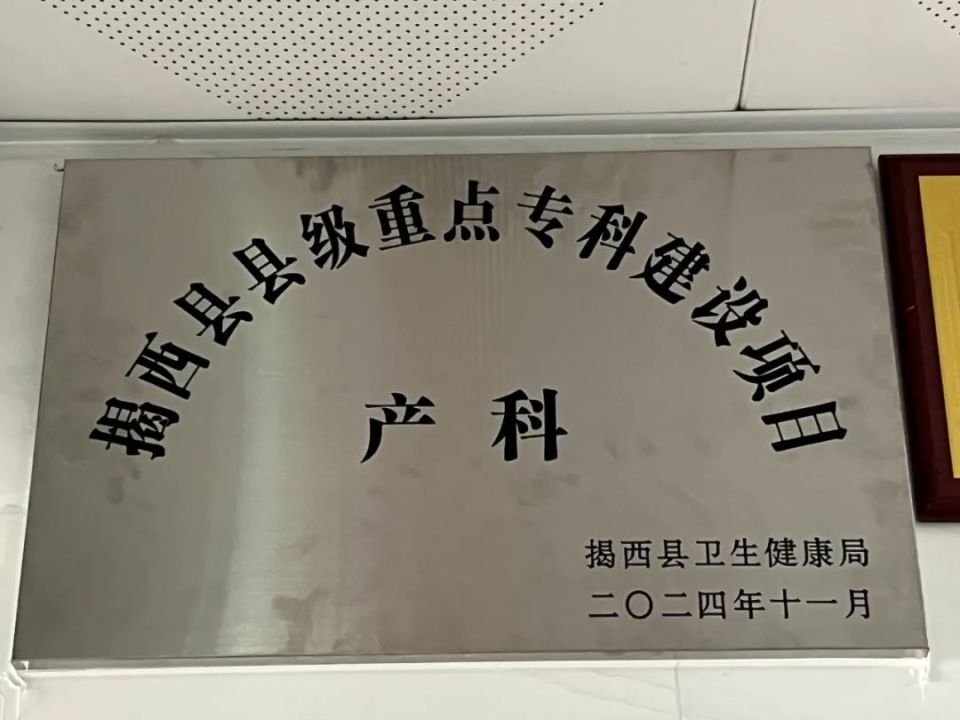 揭西县县级重点专科建设项目
产科
揭西县卫生健康局
二〇二四年十一月